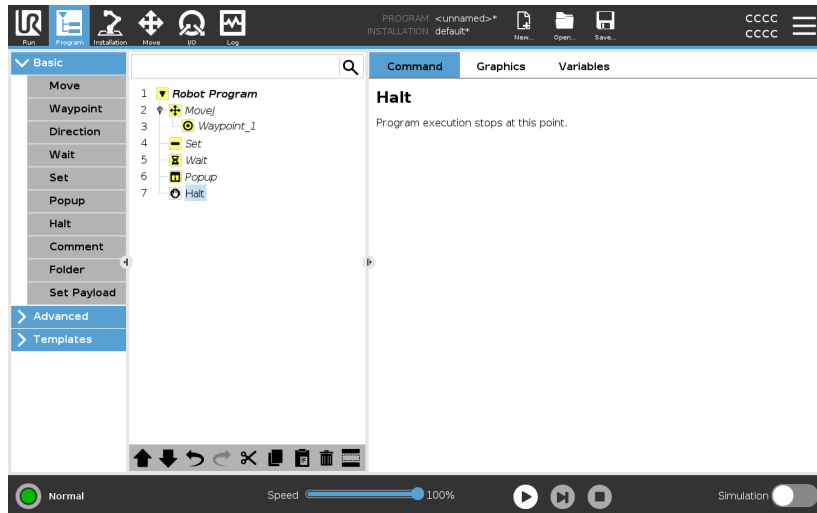 UR
PROGRAM <unnamed>*
INSTALLATION default*
cccc
cccc
Run Program Installation Move I/O Log New... Open... Save...
Basic
Move
Waypoint
Direction
Wait
Set
Popup
Halt
Comment
Folder
Set Payload
Advanced
Templates
1 Robot Program
2 MoveJ
3 Waypoint_1
4 Set
5 Wait
6 Popup
7 Halt
Command Graphics Variables
Halt
Program execution stops at this point.
Normal
Speed 100%
Simulation